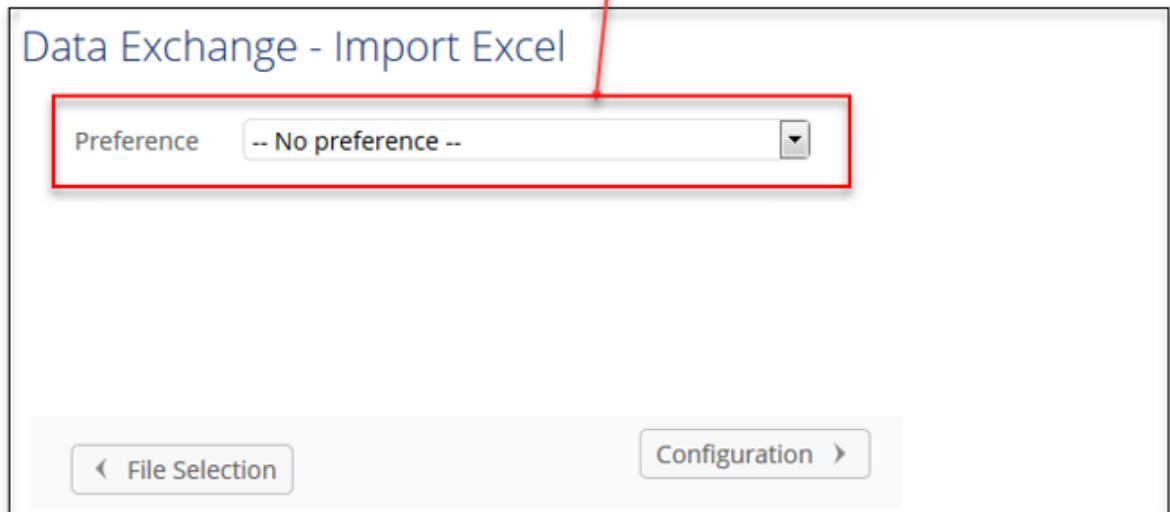 Data Exchange - Import Excel
Preference -- No preference --
File Selection
Configuration